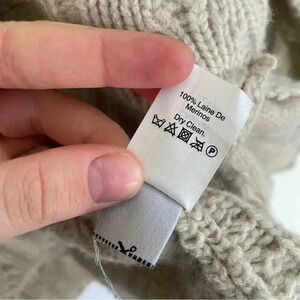 100% Laine De
Merinos
Dry Clean.
P